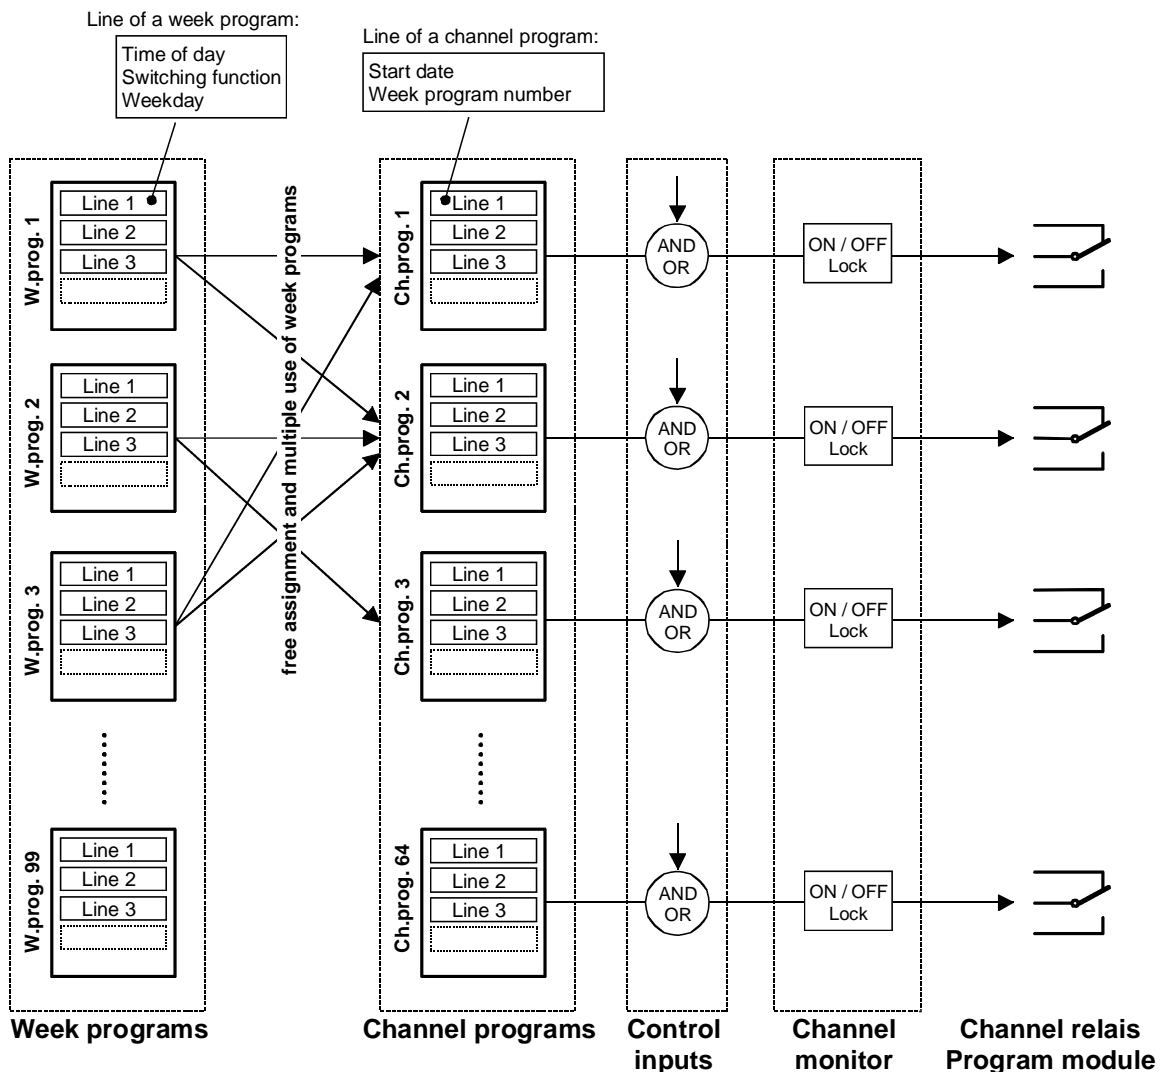 Line of a week program:
Time of day
Switching function
Weekday
Line of a channel program:
Start date
Week program number
W.prog. 1
Line 1
Line 2
Line 3
W.prog. 2
Line 1
Line 2
Line 3
W.prog. 3
Line 1
Line 2
Line 3
W.prog. 99
Line 1
Line 2
Line 3
free assignment and multiple use of week programs
Ch.prog. 1
Line 1
Line 2
Line 3
Ch.prog. 2
Line 1
Line 2
Line 3
Ch.prog. 3
Line 1
Line 2
Line 3
Ch.prog. 64
Line 1
Line 2
Line 3
AND
OR
AND
OR
AND
OR
AND
OR
ON / OFF
Lock
ON / OFF
Lock
ON / OFF
Lock
ON / OFF
Lock
Week programs
Channel programs
Control
inputs
Channel
monitor
Channel relais
Program module